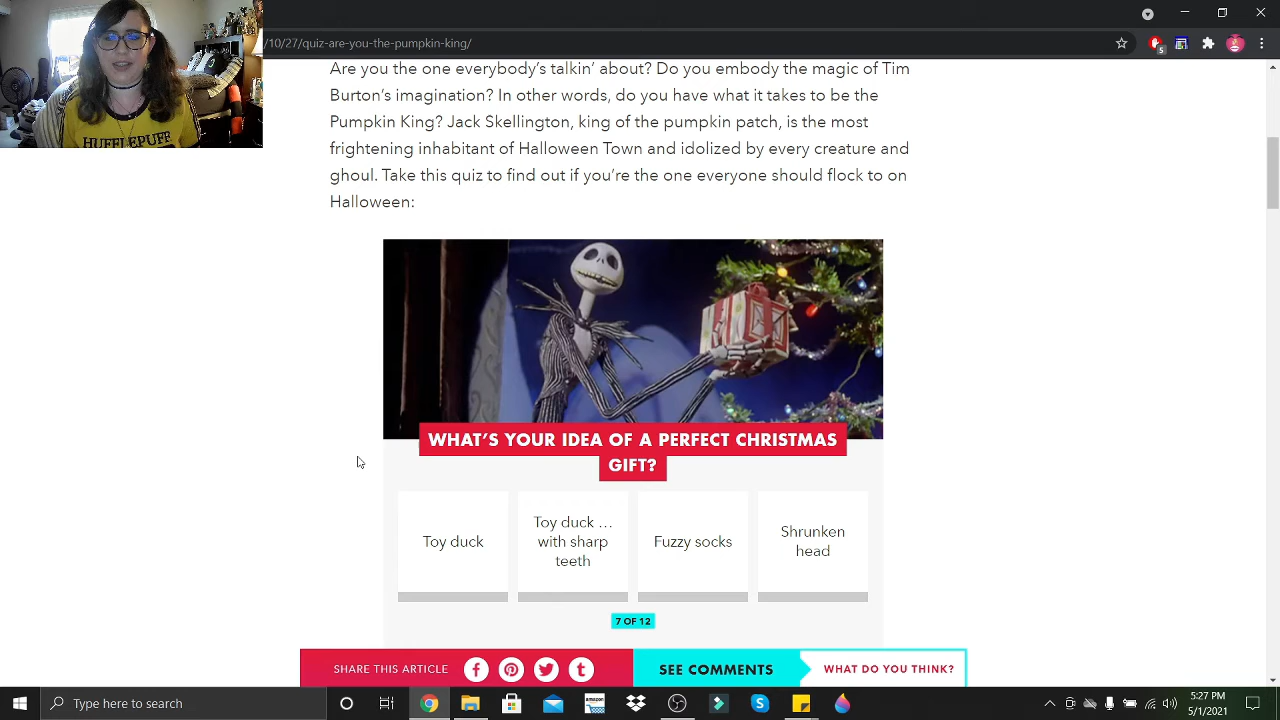 HUFFLEPUFF
/10/27/quiz-are-you-the-pumpkin-king/
5
Are you the one everybody's talkin' about? Do you embody the magic of Tim
Burton's imagination? In other words, do you have what it takes to be the
Pumpkin King? Jack Skellington, king of the pumpkin patch, is the most
frightening inhabitant of Halloween Town and idolized by every creature and
ghoul. Take this quiz to find out if you're the one everyone should flock to on
Halloween:
WHAT'S YOUR IDEA OF A PERFECT CHRISTMAS
GIFT?
Toy duck
Toy duck ...
with sharp
teeth
Fuzzy socks
Shrunken
head
7 OF 12
SHARE THIS ARTICLE
SEE COMMENTS
WHAT DO YOU THINK?
Type here to search
amazon
5:27 PM
5/1/2021